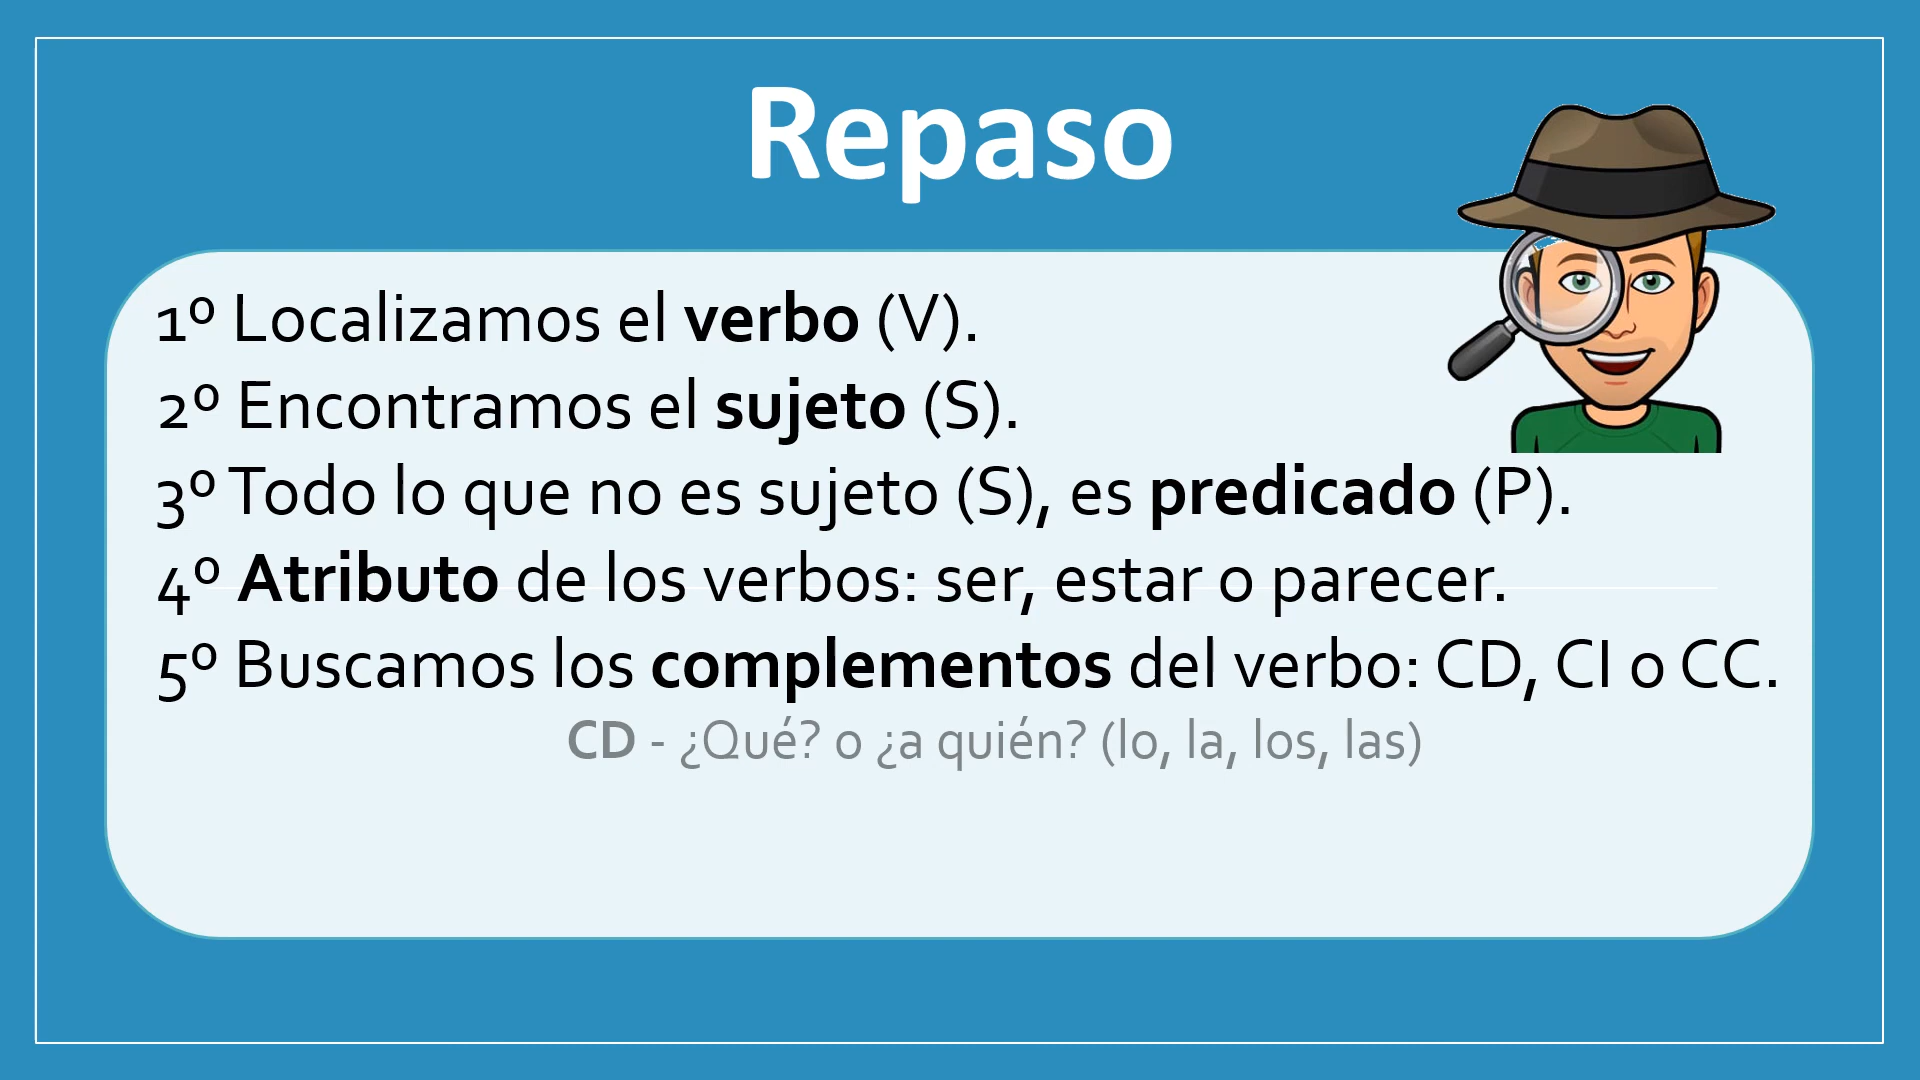 Repaso
1º Localizamos el verbo (V).
2º Encontramos el sujeto (S).
3º Todo lo que no es sujeto (S), es predicado (P).
4º Atributo de los verbos: ser, estar o parecer.
5º Buscamos los complementos del verbo: CD, CI o CC.
CD - ¿Qué? o ¿a quién? (lo, la, los, las)